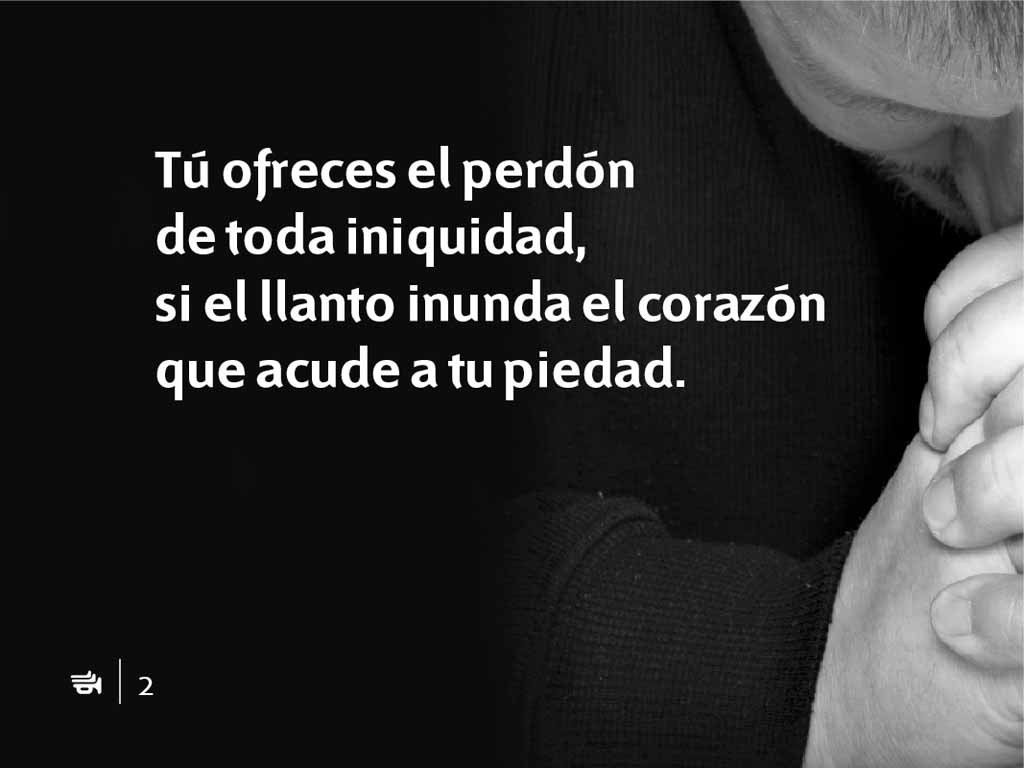 Tú ofreces el perdón
de toda iniquidad,
si el llanto inunda el corazón
que acude a tu piedad.
2